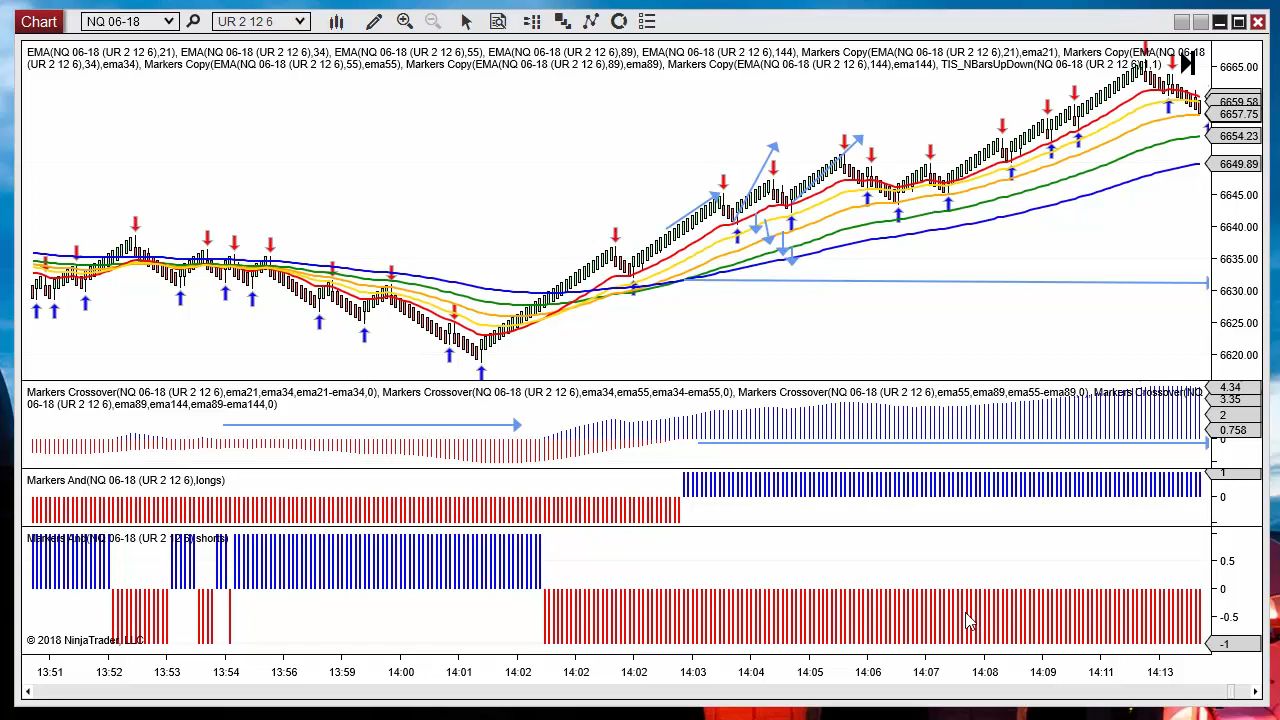 Chart NQ 06-18 UR 2 12 6
EMA(NQ 06-18 (UR 2 12 6),21), EMA(NQ 06-18 (UR 2 12 6),34), EMA(NQ 06-18 (UR 2 12 6),55), EMA(NQ 06-18 (UR 2 12 6),89), EMA(NQ 06-18 (UR 2 12 6),144), Markers Copy(EMA(NQ 06-18 (UR 2 12 6),21),ema21), Markers Copy(EMA(NQ 06-18
(UR 2 12 6),34),ema34), Markers Copy(EMA(NQ 06-18 (UR 2 12 6),55),ema55), Markers Copy(EMA(NQ 06-18 (UR 2 12 6),89),ema89), Markers Copy(EMA(NQ 06-18 (UR 2 12 6),144),ema144), TIS_NBarsUpDown(NQ 06-18 (UR 2 12 6),1,1)
6665.00
6659.58
6657.75
6654.23
6649.89
6645.00
6640.00
6635.00
6630.00
6625.00
6620.00
Markers Crossover(NQ 06-18 (UR 2 12 6),ema21,ema34,ema21-ema34,0), Markers Crossover(NQ 06-18 (UR 2 12 6),ema34,ema55,ema34-ema55,0), Markers Crossover(NQ 06-18 (UR 2 12 6),ema55,ema89,ema55-ema89,0), Markers Crossover(NQ
06-18 (UR 2 12 6),ema89,ema144,ema89-ema144,0)
4.34
3.35
2
0.758
0
Markers And(NQ 06-18 (UR 2 12 6),longs)
1
0
Markers And(NQ 06-18 (UR 2 12 6) shorts)
0.5
0
-0.5
-1
© 2018 NinjaTrader, LLC
13:51 13:52 13:52 13:54 13:56 13:59 14:00 14:01 14:02 14:02 14:02 14:03 14:04 14:05 14:06 14:07 14:08 14:09 14:11 14:13